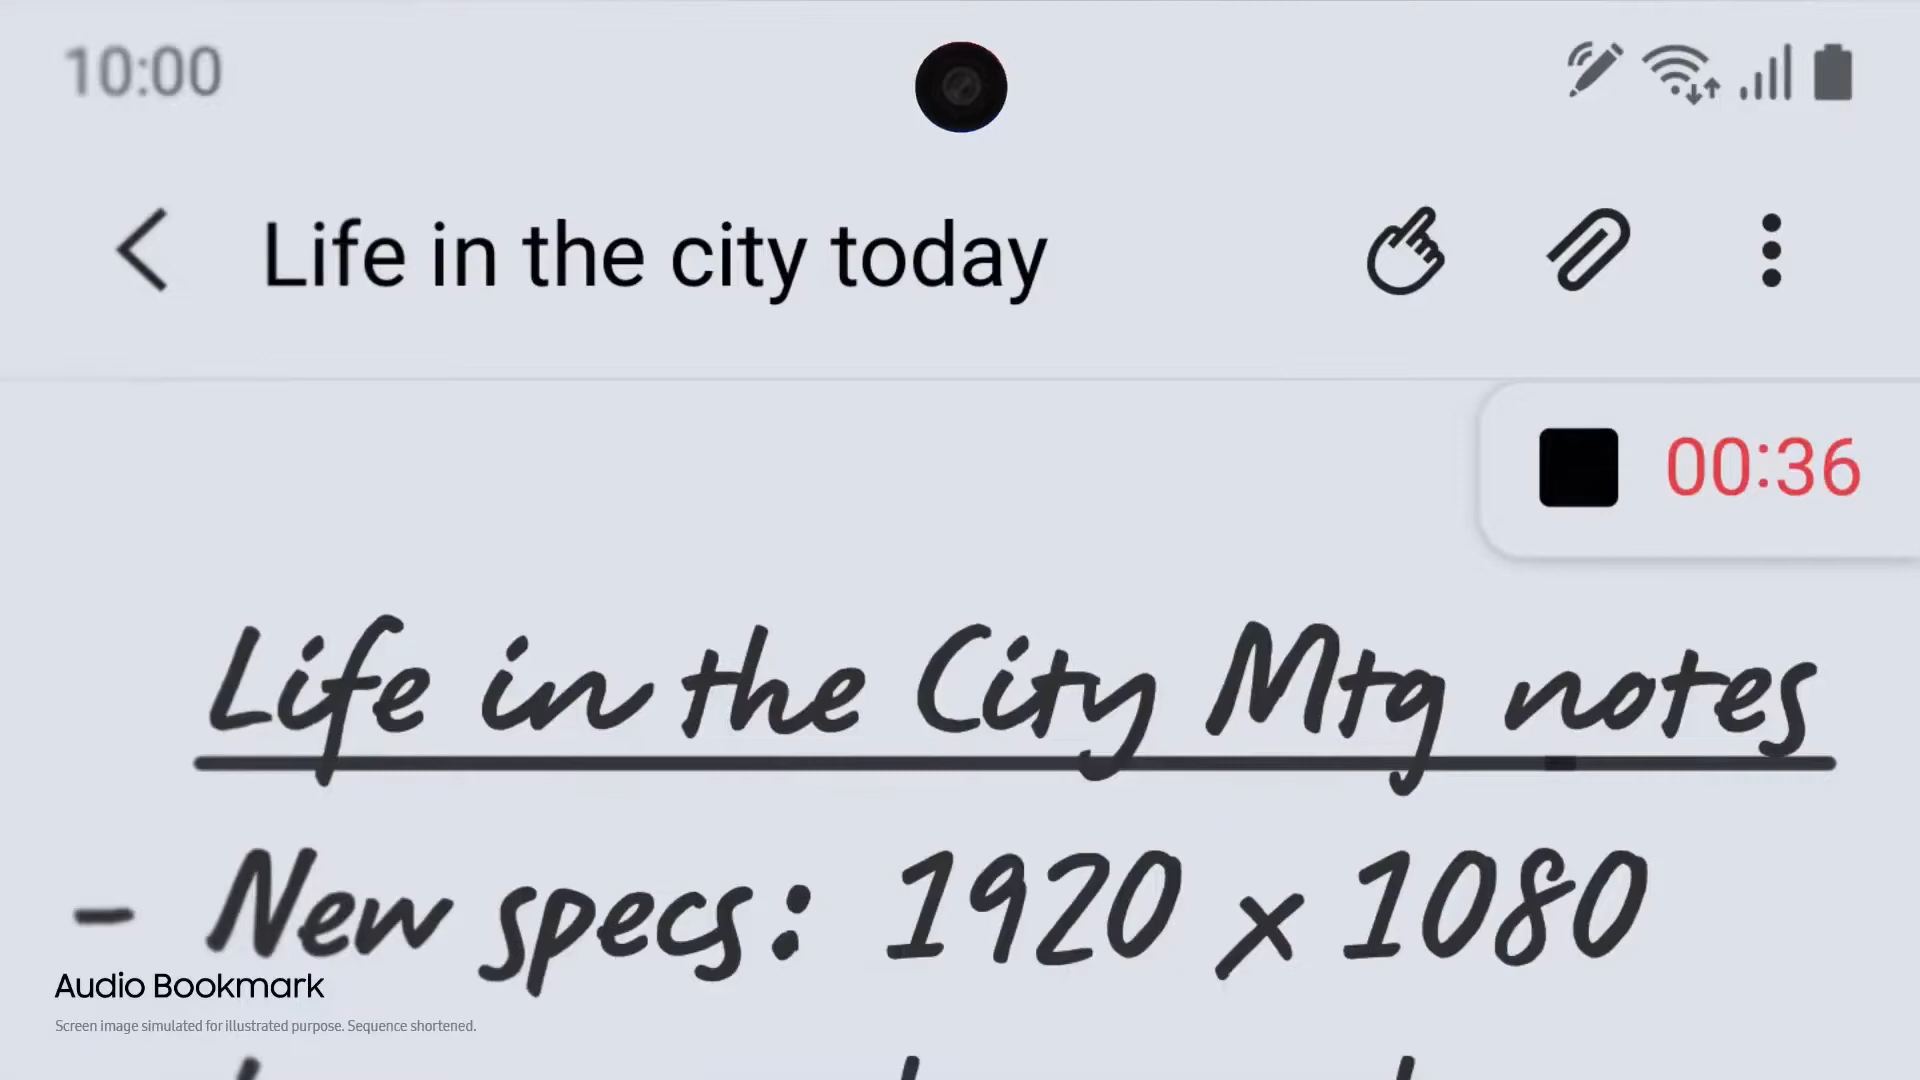 10:00
Life in the city today
00:36
Life in the City Mtg notes
- New specs: 1920 x 1080
Audio Bookmark
Screen image simulated for illustrated purpose. Sequence shortened.